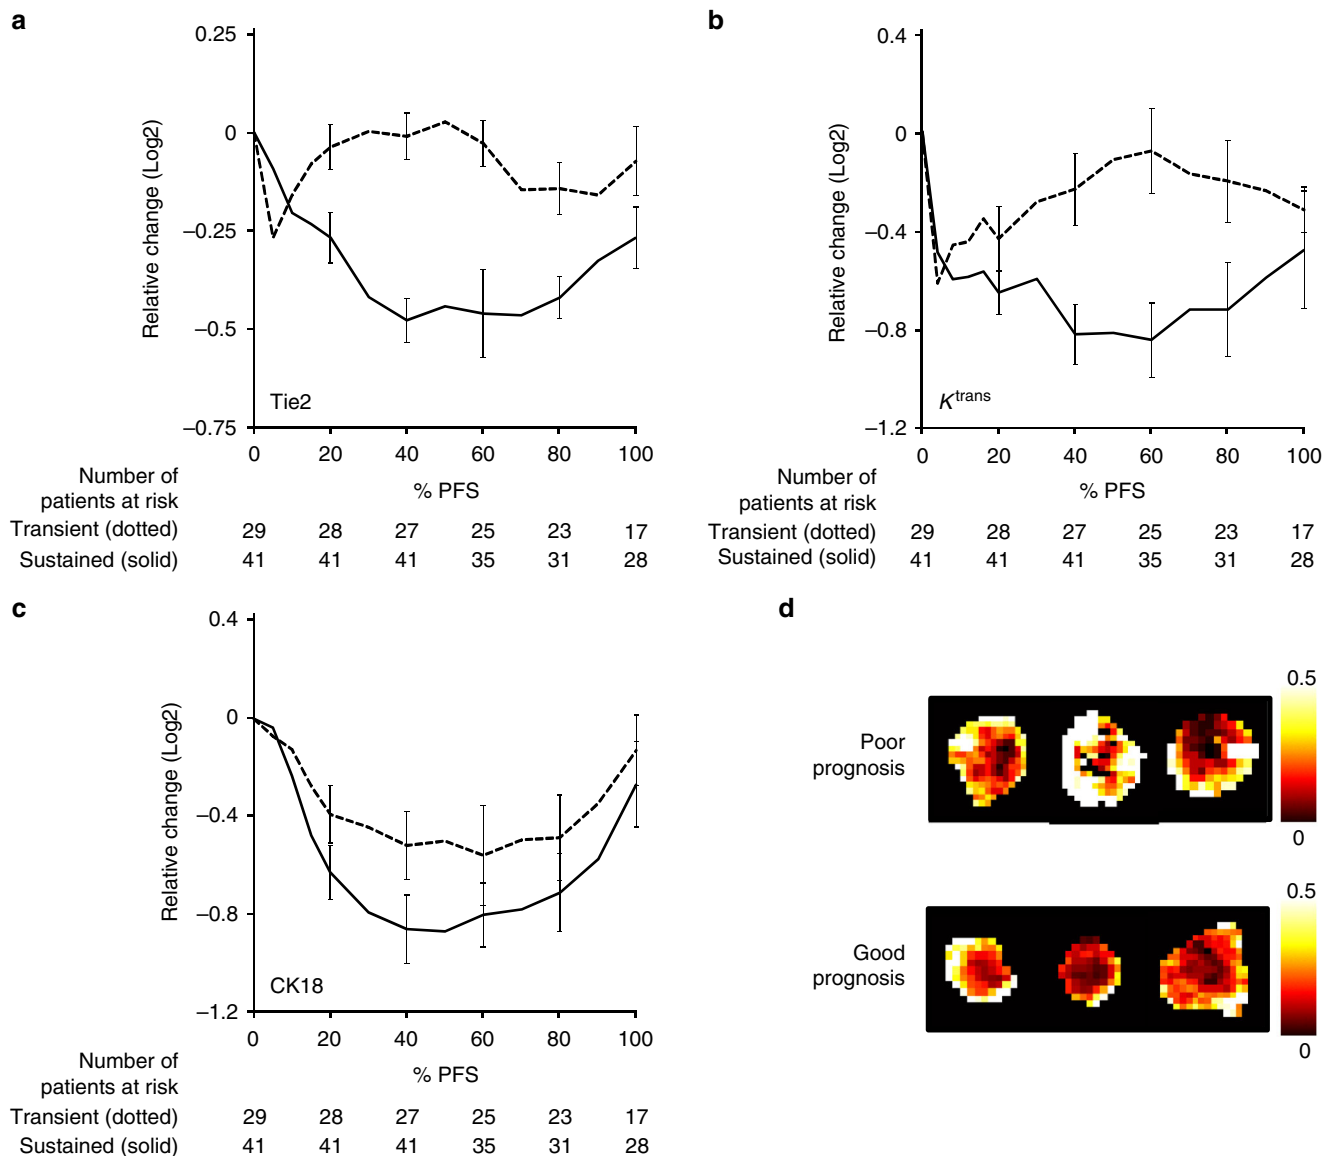 a
0.25
0
−0.25
−0.5
−0.75
Relative change (Log2)
Tie2
0 20 40 60 80 100
% PFS
Number of
patients at risk
Transient (dotted) 29 28 27 25 23 17
Sustained (solid) 41 41 41 35 31 28
b
0.4
0
−0.4
−0.8
−1.2
Relative change (Log2)
Ktrans
0 20 40 60 80 100
% PFS
Number of
patients at risk
Transient (dotted) 29 28 27 25 23 17
Sustained (solid) 41 41 41 35 31 28
c
0.4
0
−0.4
−0.8
−1.2
Relative change (Log2)
CK18
0 20 40 60 80 100
% PFS
Number of
patients at risk
Transient (dotted) 29 28 27 25 23 17
Sustained (solid) 41 41 41 35 31 28
d
Poor
prognosis
0.5
0
Good
prognosis
0.5
0